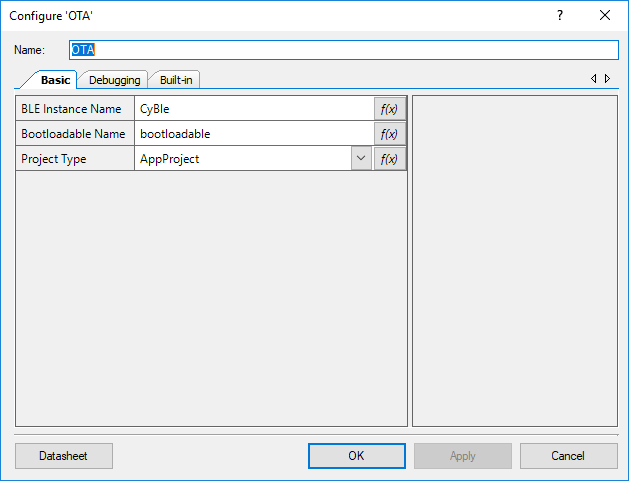 Configure 'OTA'
?
Name: OTA
Basic Debugging Built-in
BLE Instance Name CyBle f(x)
Bootloadable Name bootloadable f(x)
Project Type AppProject f(x)
Datasheet OK Apply Cancel